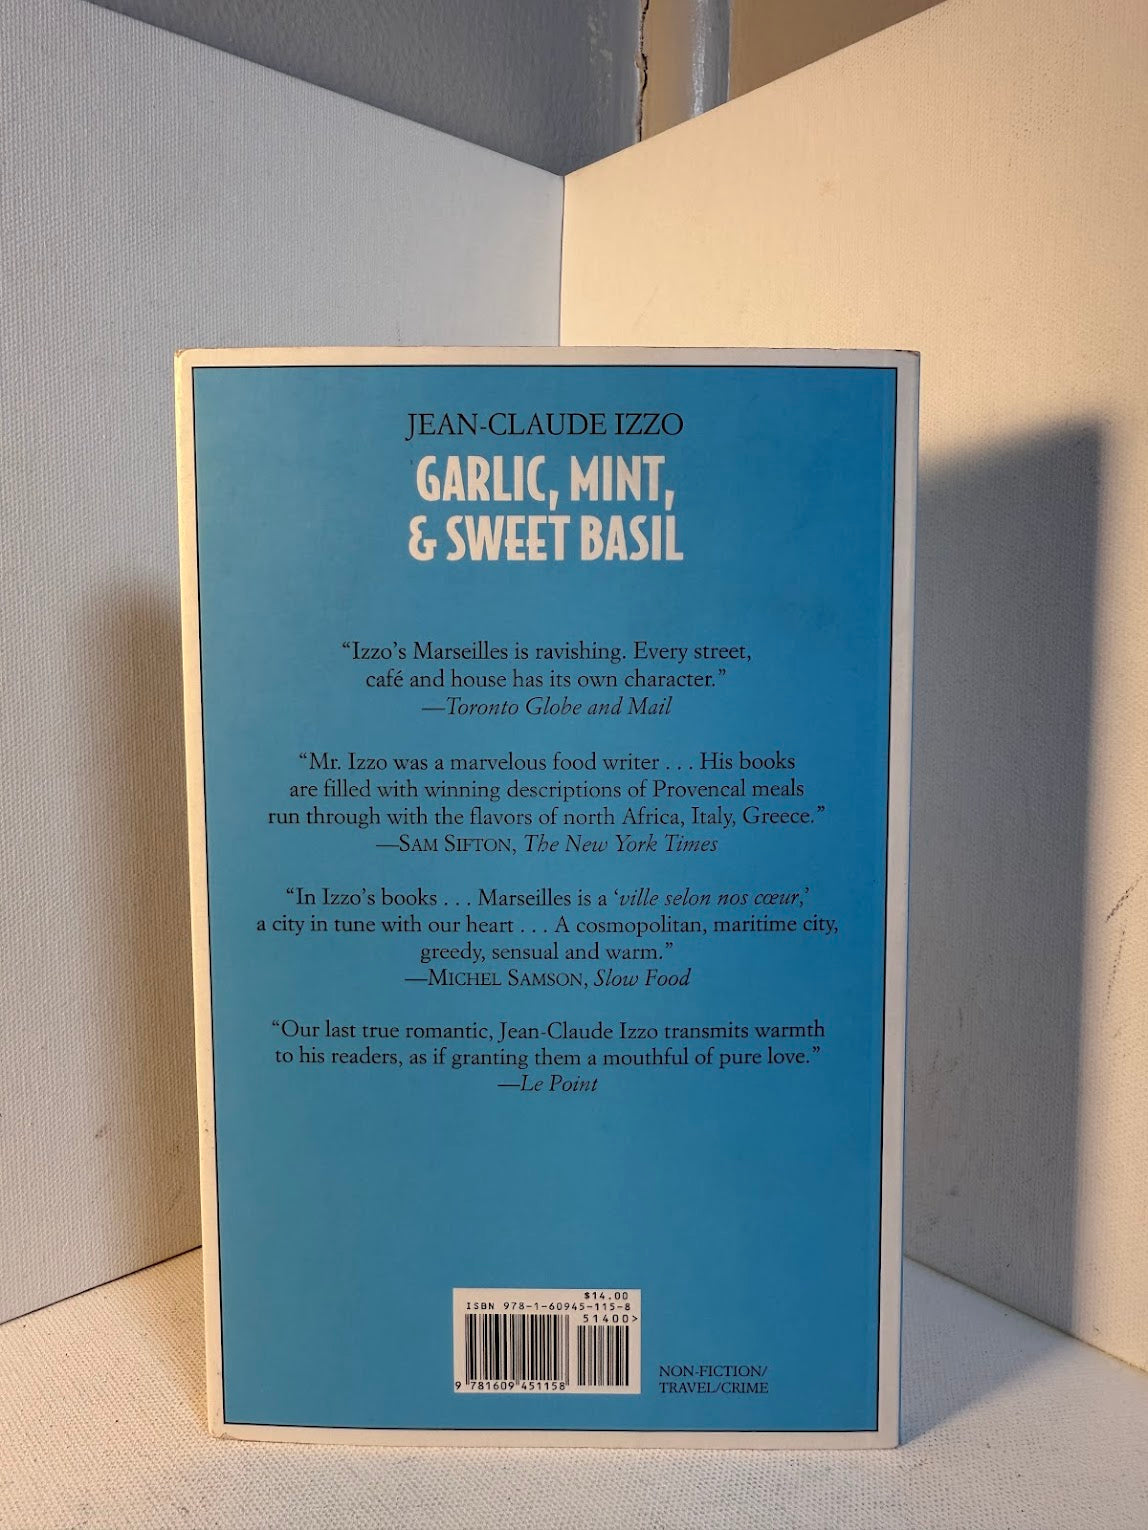 JEAN-CLAUDE IZZO
GARLIC, MINT,
& SWEET BASIL
“Izzo’s Marseilles is ravishing. Every street,
café and house has its own character.”
—Toronto Globe and Mail
“Mr. Izzo was a marvelous food writer . . . His books
are filled with winning descriptions of Provencal meals
run through with the flavors of north Africa, Italy, Greece.”
—SAM SIFTON, The New York Times
“In Izzo’s books . . . Marseilles is a ‘ville selon nos cœur,’
a city in tune with our heart . . . A cosmopolitan, maritime city,
greedy, sensual and warm.”
—MICHEL SAMSON, Slow Food
“Our last true romantic, Jean-Claude Izzo transmits warmth
to his readers, as if granting them a mouthful of pure love.”
—Le Point
$14.00
ISBN 978-1-60945-115-8
51400>
9 781609 451158
NON-FICTION/
TRAVEL/CRIME